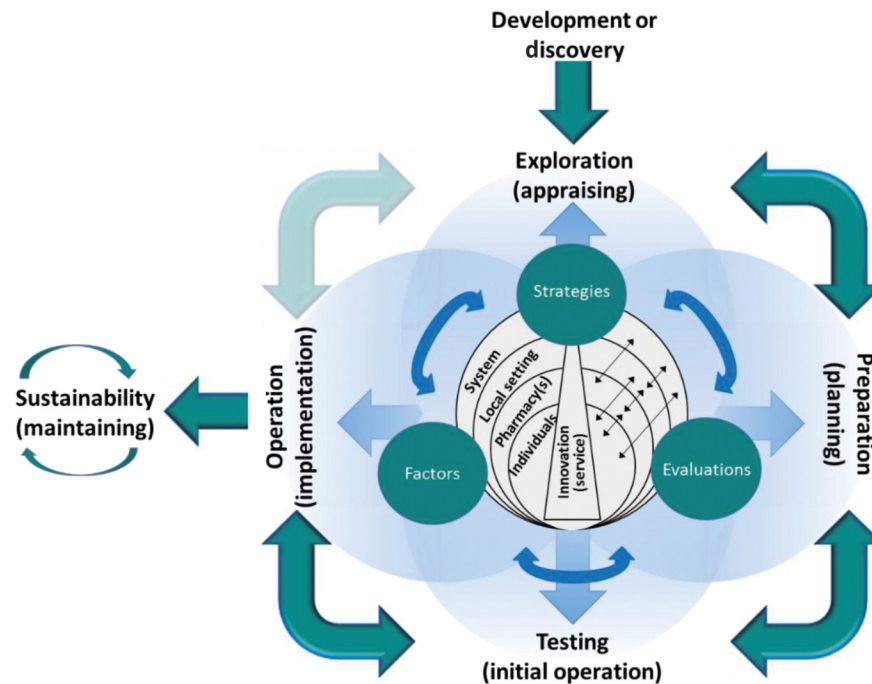 Development or
discovery
Exploration
(appraising)
Strategies
System
Local setting
Pharmacy(s)
Individuals
Innovation
(service)
Factors
Evaluations
Operation
(implementation)
Preparation
(planning)
Sustainability
(maintaining)
Testing
(initial operation)